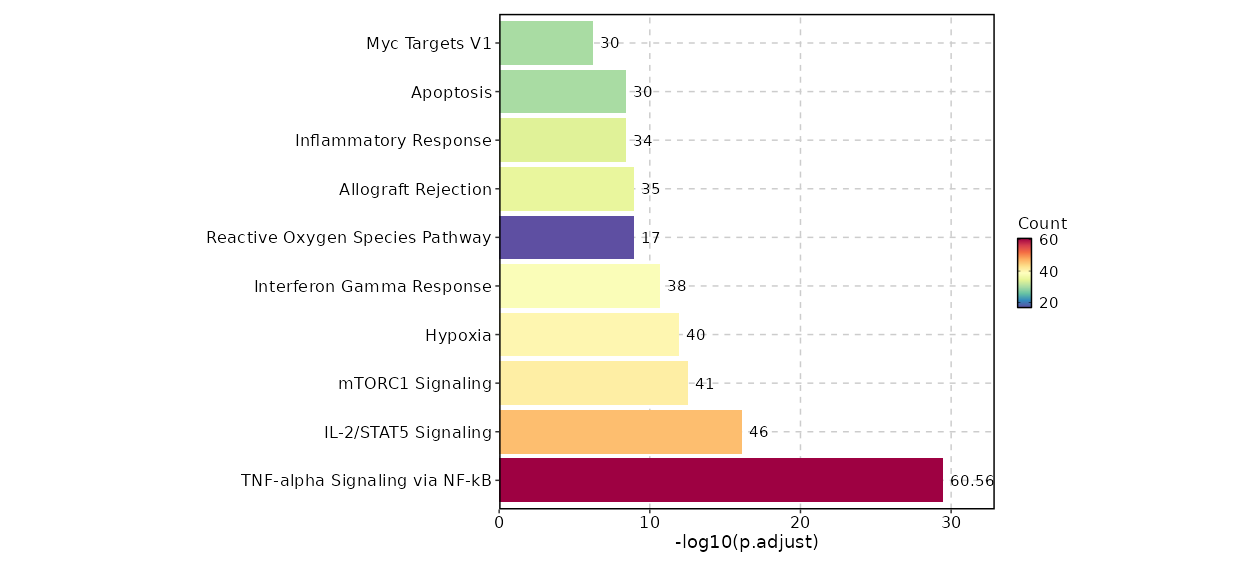 Myc Targets V1 30
Apoptosis 30
Inflammatory Response 34
Allograft Rejection 35
Reactive Oxygen Species Pathway 17
Interferon Gamma Response 38
Hypoxia 40
mTORC1 Signaling 41
IL-2/STAT5 Signaling 46
TNF-alpha Signaling via NF-kB 60.56
0 10 20 30
-log10(p.adjust)
Count
60
40
20